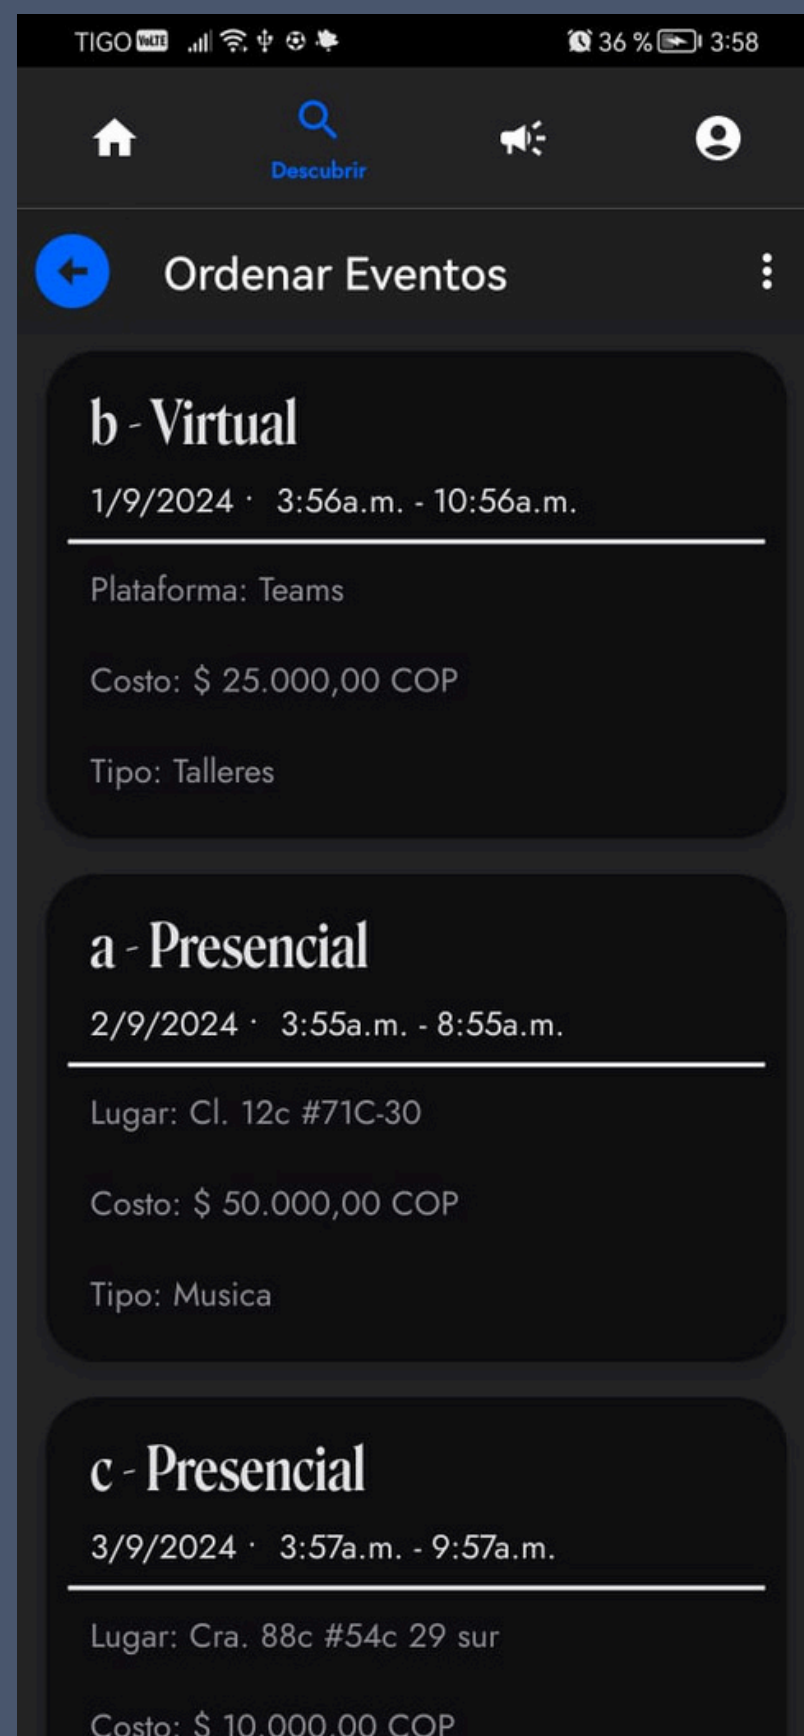 TIGO VoLTE 36 % 3:58
Descubrir
Ordenar Eventos
b - Virtual
1/9/2024 · 3:56a.m. - 10:56a.m.
Plataforma: Teams
Costo: $ 25.000,00 COP
Tipo: Talleres
a - Presencial
2/9/2024 · 3:55a.m. - 8:55a.m.
Lugar: Cl. 12c #71C-30
Costo: $ 50.000,00 COP
Tipo: Musica
c - Presencial
3/9/2024 · 3:57a.m. - 9:57a.m.
Lugar: Cra. 88c #54c 29 sur
Costo: $ 10.000,00 COP